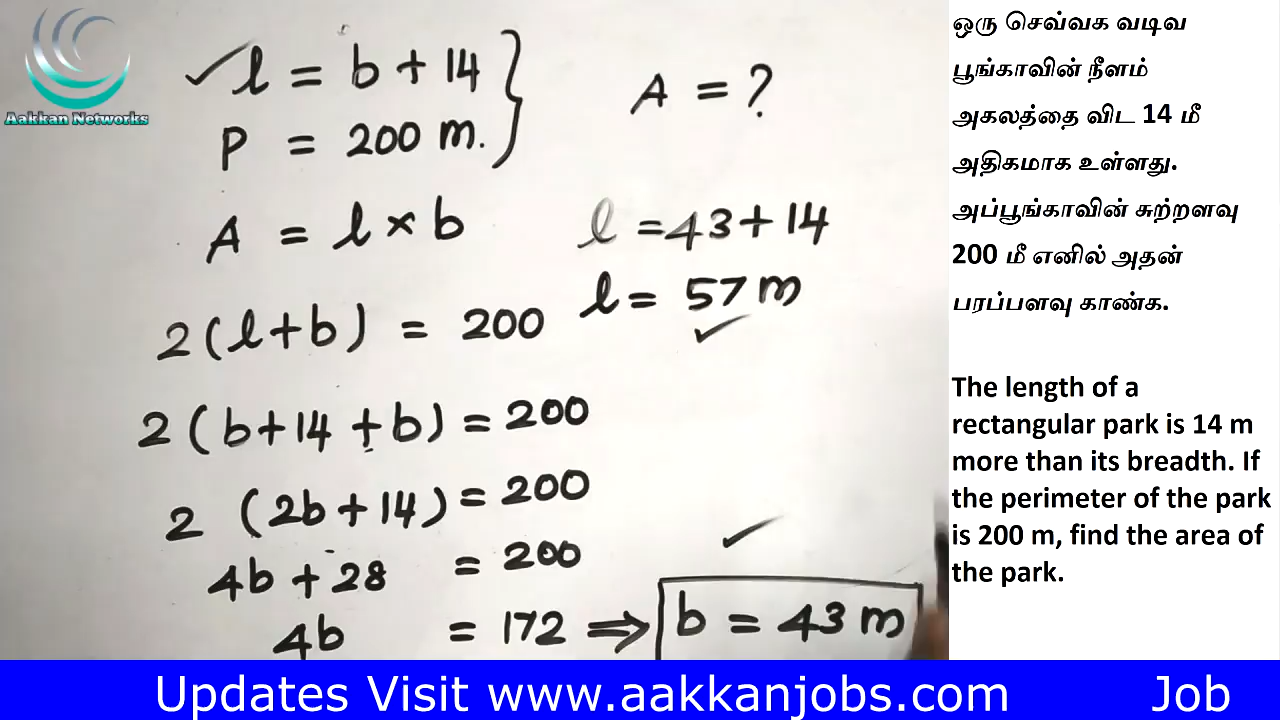 Aakkan Networks
✓ l = b + 14 }
P = 200 m.
A = ?
A = l × b
2(l+b) = 200
2(b+14+b) = 200
2 (2b+14) = 200
4b + 28 = 200
4b = 172 ⇒ b = 43 m
l = 43+14
l = 57 m
✓
✓
ஒரு செவ்வக வடிவ
பூங்காவின் நீளம்
அகலத்தை விட 14 மீ
அதிகமாக உள்ளது.
அப்பூங்காவின் சுற்றளவு
200 மீ எனில் அதன்
பரப்பளவு காண்க.
The length of a
rectangular park is 14 m
more than its breadth. If
the perimeter of the park
is 200 m, find the area of
the park.
Updates Visit www.aakkanjobs.com Job